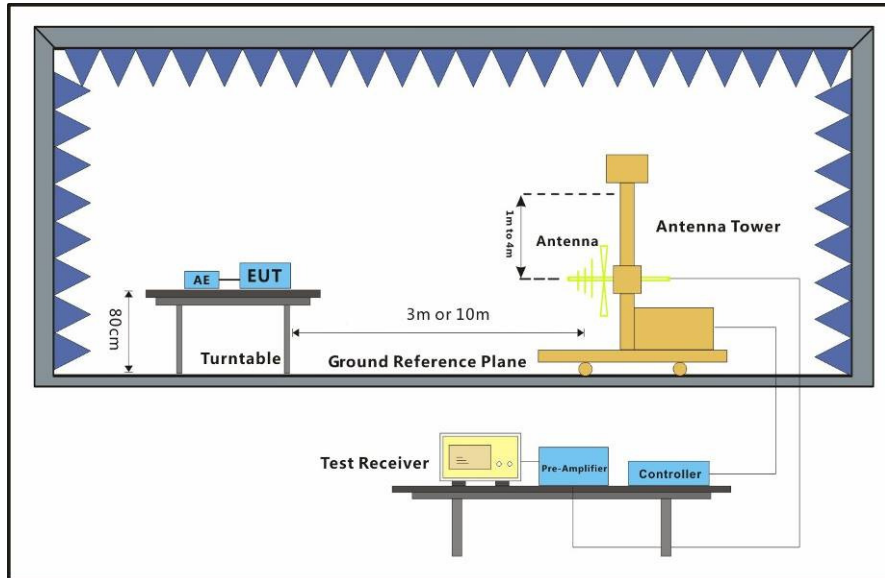 1m to 4m
Antenna
Antenna Tower
AE
EUT
80cm
3m or 10m
Turntable
Ground Reference Plane
Test Receiver
Pre-Amplifier
Controller